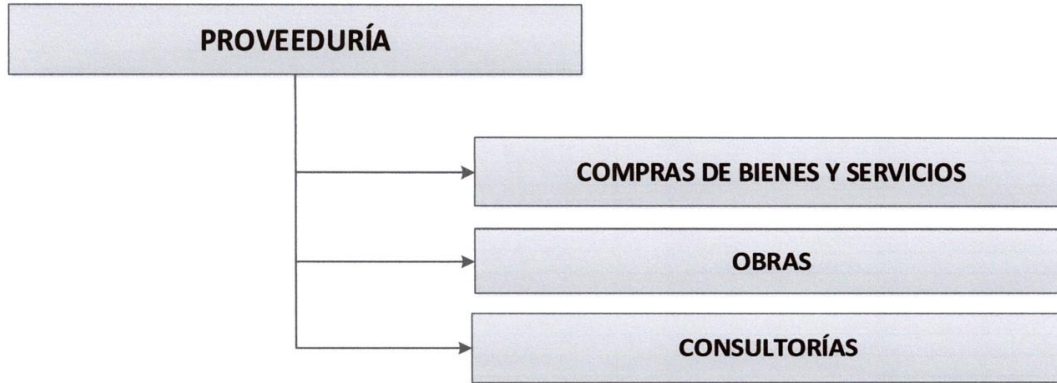 PROVEEDURÍA
COMPRAS DE BIENES Y SERVICIOS
OBRAS
CONSULTORÍAS